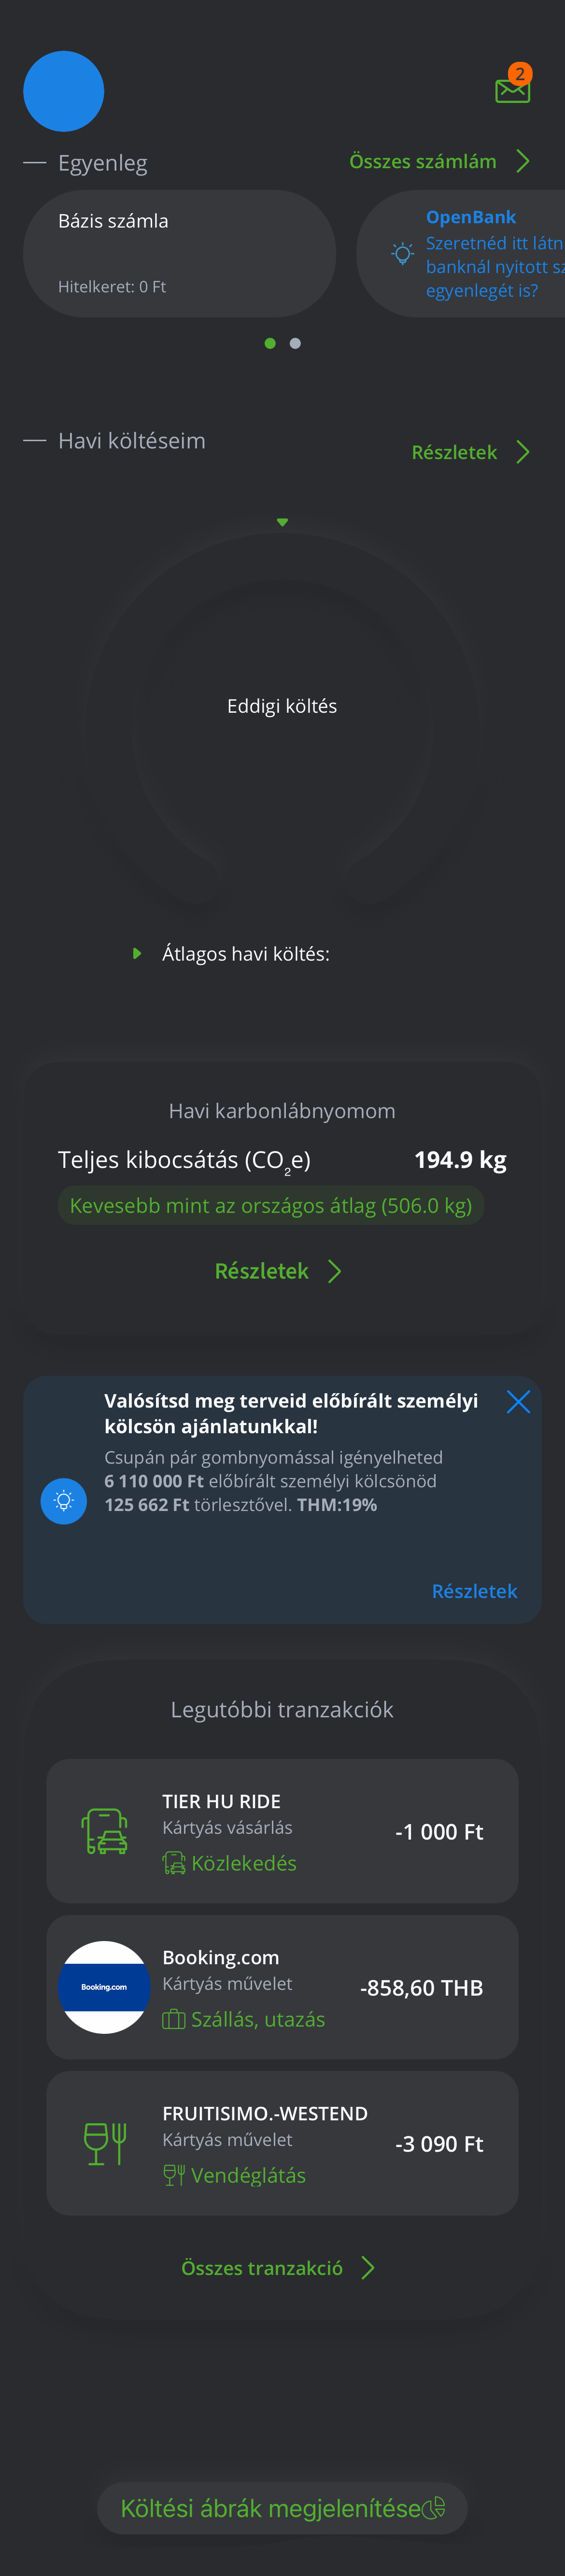 2
Egyenleg
Összes számlám
Bázis számla
Hitelkeret: 0 Ft
OpenBank
Szeretnéd itt látn
banknál nyitott sz
egyenlegét is?
Havi költéseim
Részletek
Eddigi költés
Átlagos havi költés:
Havi karbonlábnyomom
Teljes kibocsátás (CO₂e)
194.9 kg
Kevesebb mint az országos átlag (506.0 kg)
Részletek
Valósítsd meg terveid előbírált személyi
kölcsön ajánlatunkkal!
Csupán pár gombnyomással igényelheted
6 110 000 Ft előbírált személyi kölcsönöd
125 662 Ft törlesztővel. THM:19%
Részletek
Legutóbbi tranzakciók
TIER HU RIDE
Kártyás vásárlás
-1 000 Ft
Közlekedés
Booking.com
Booking.com
Kártyás művelet
-858,60 THB
Szállás, utazás
FRUITISIMO.-WESTEND
Kártyás művelet
-3 090 Ft
Vendéglátás
Összes tranzakció
Költési ábrák megjelenítése